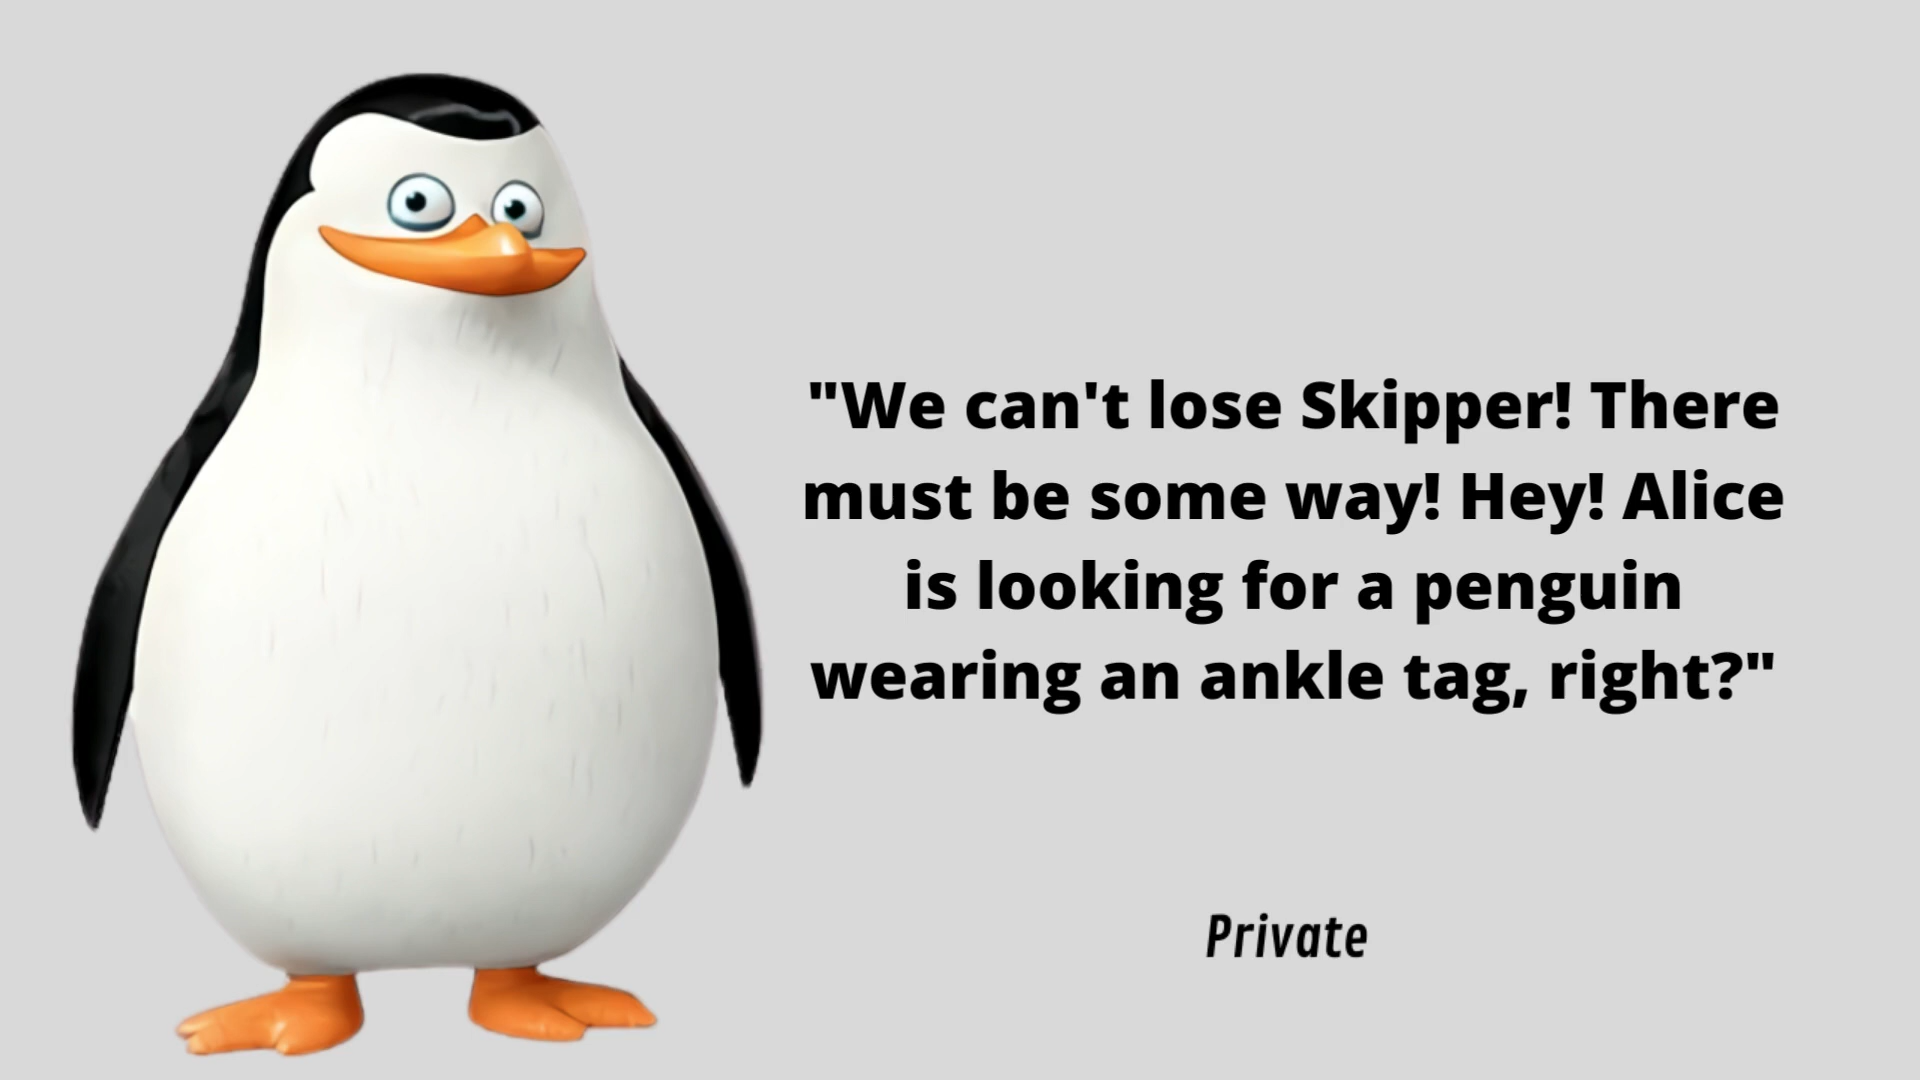 "We can't lose Skipper! There
must be some way! Hey! Alice
is looking for a penguin
wearing an ankle tag, right?"
Private